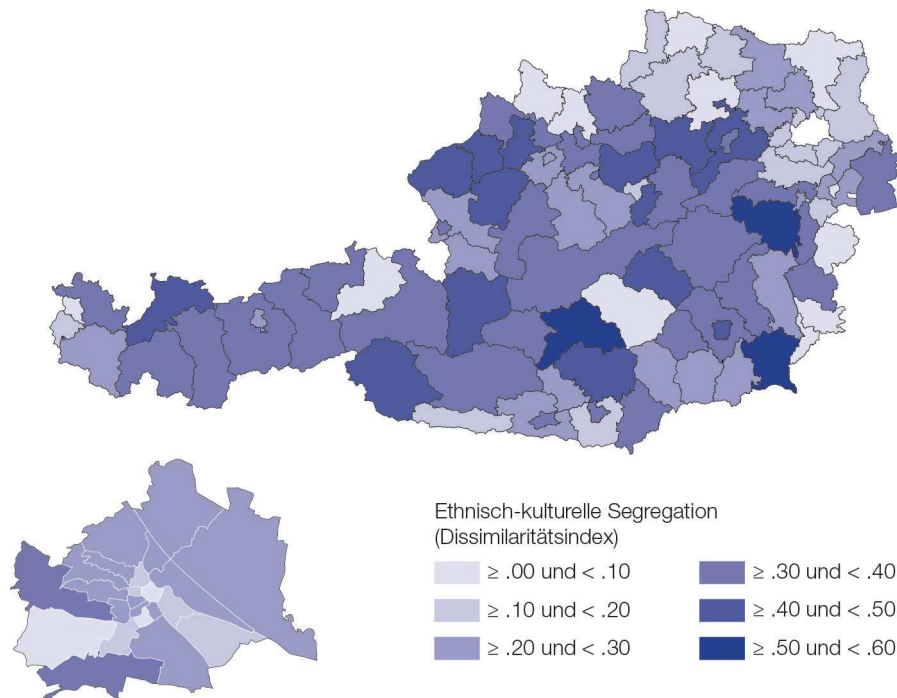 Ethnisch-kulturelle Segregation
(Dissimilaritätsindex)
≥ .00 und < .10
≥ .10 und < .20
≥ .20 und < .30
≥ .30 und < .40
≥ .40 und < .50
≥ .50 und < .60